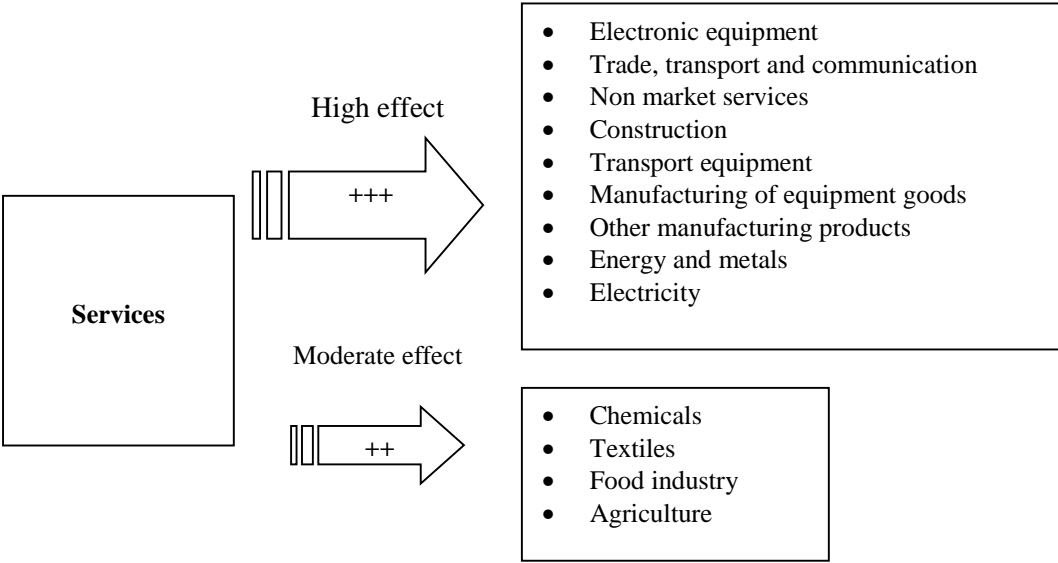 Services
High effect
+++
• Electronic equipment
• Trade, transport and communication
• Non market services
• Construction
• Transport equipment
• Manufacturing of equipment goods
• Other manufacturing products
• Energy and metals
• Electricity
Moderate effect
++
• Chemicals
• Textiles
• Food industry
• Agriculture